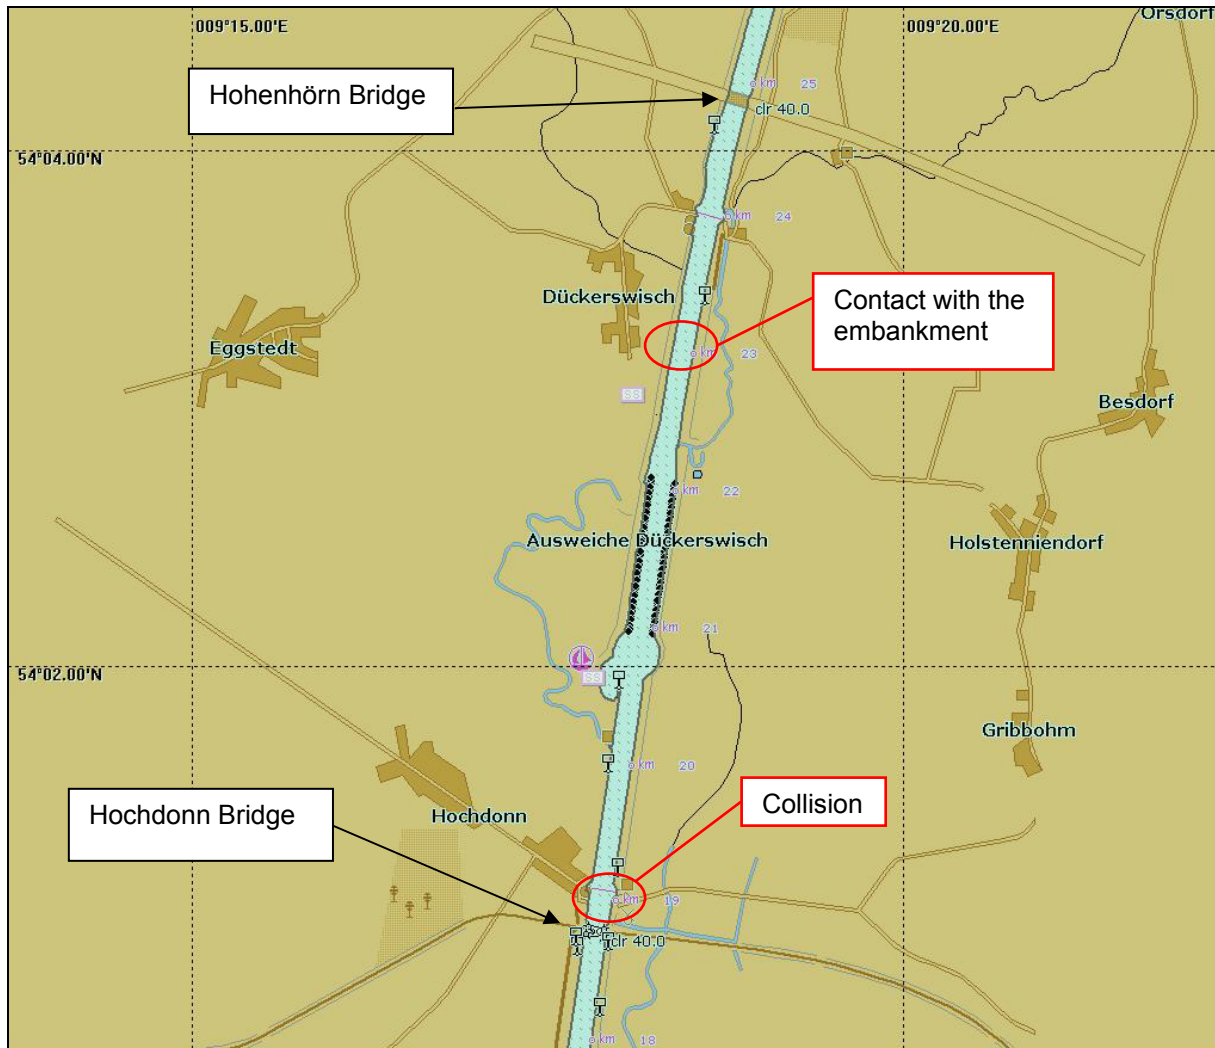 Orsdorf
009°15.00'E
009°20.00'E
Hohenhörn Bridge
km 25
clr 40.0
54°04.00'N
km 24
Dückerswisch
Contact with the
embankment
Eggstedt
km 23
SS
Besdorf
km 22
Ausweiche Dückerswisch
Holstenniendorf
km 21
54°02.00'N
SS
Gribbohm
km 20
Hochdonn Bridge
Collision
Hochdonn
km 19
clr 40.0
km 18